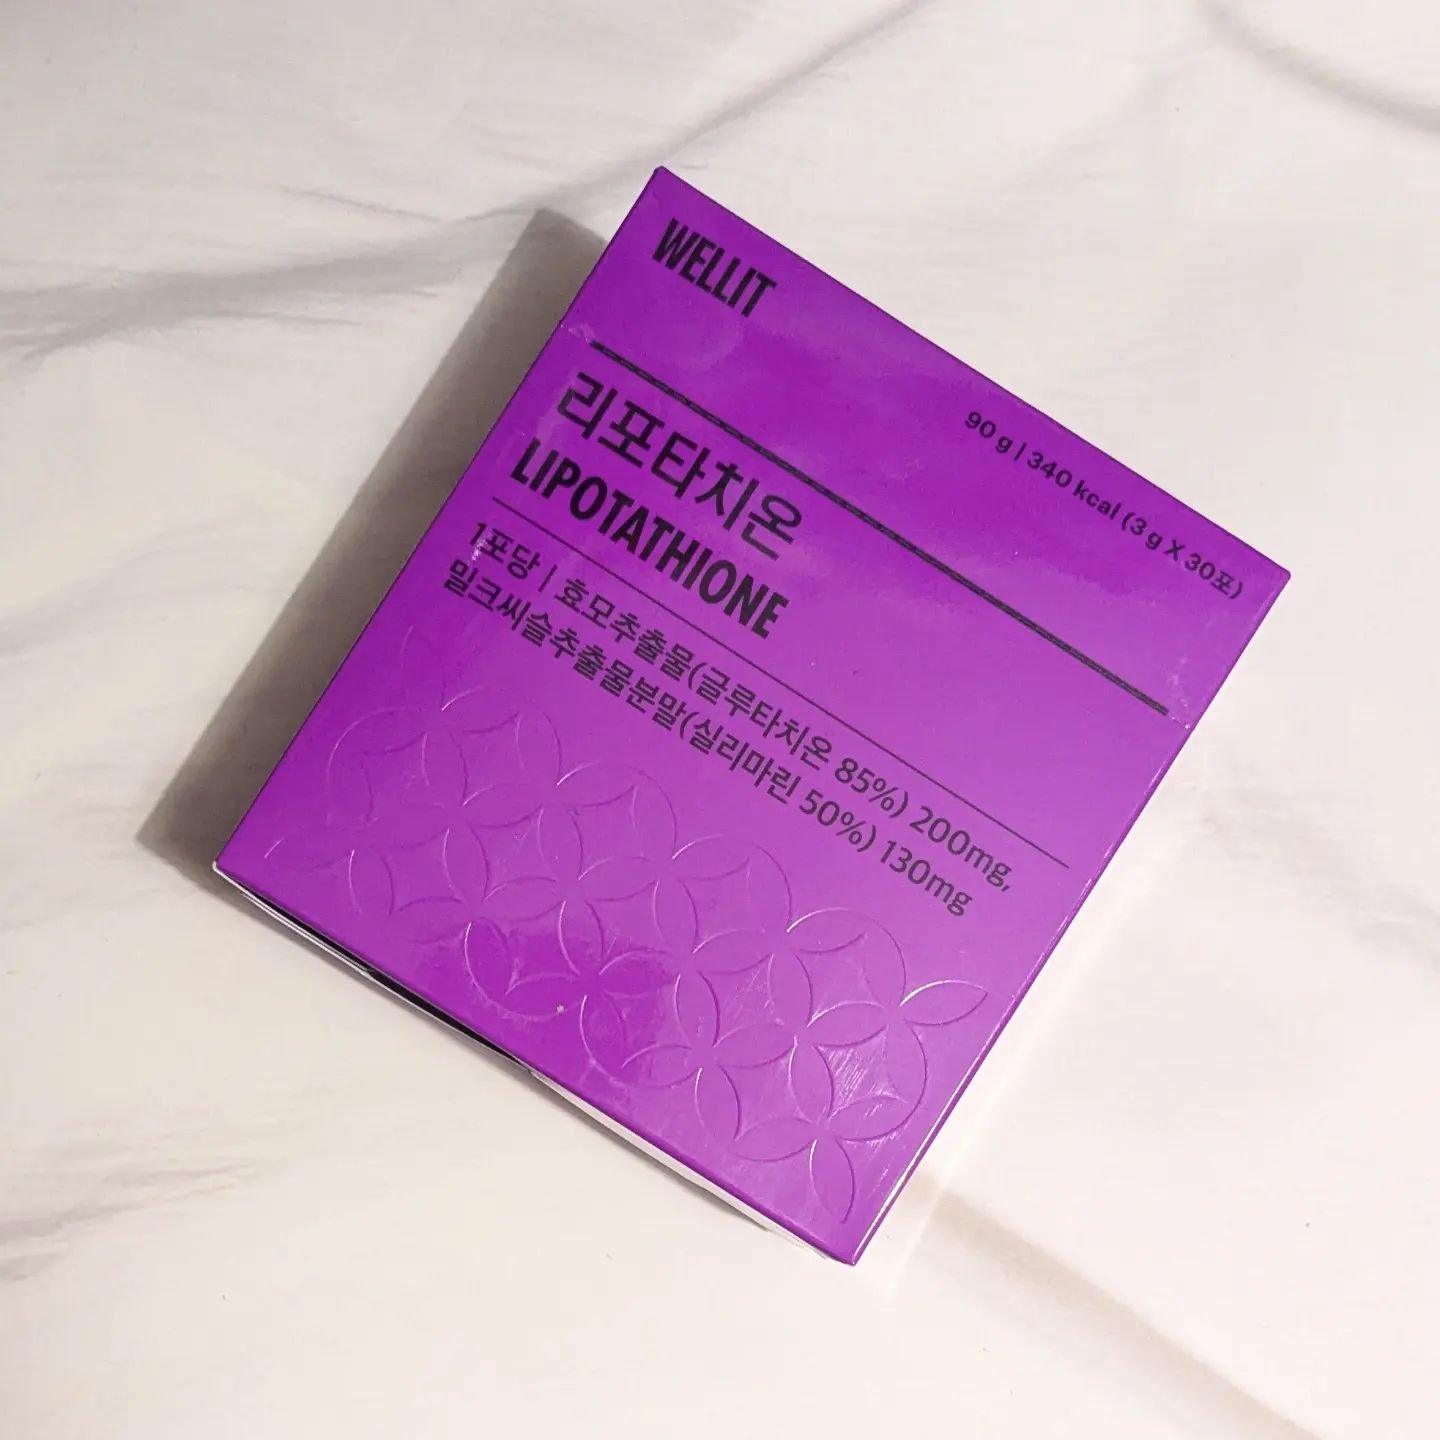 WELLIT
90 g | 340 kcal (3 g X 30포)
리포타치온
LIPOTATHIONE
1포당 | 효모추출물(글루타치온 85%) 200mg,
밀크씨슬추출물분말(실리마린 50%) 130mg